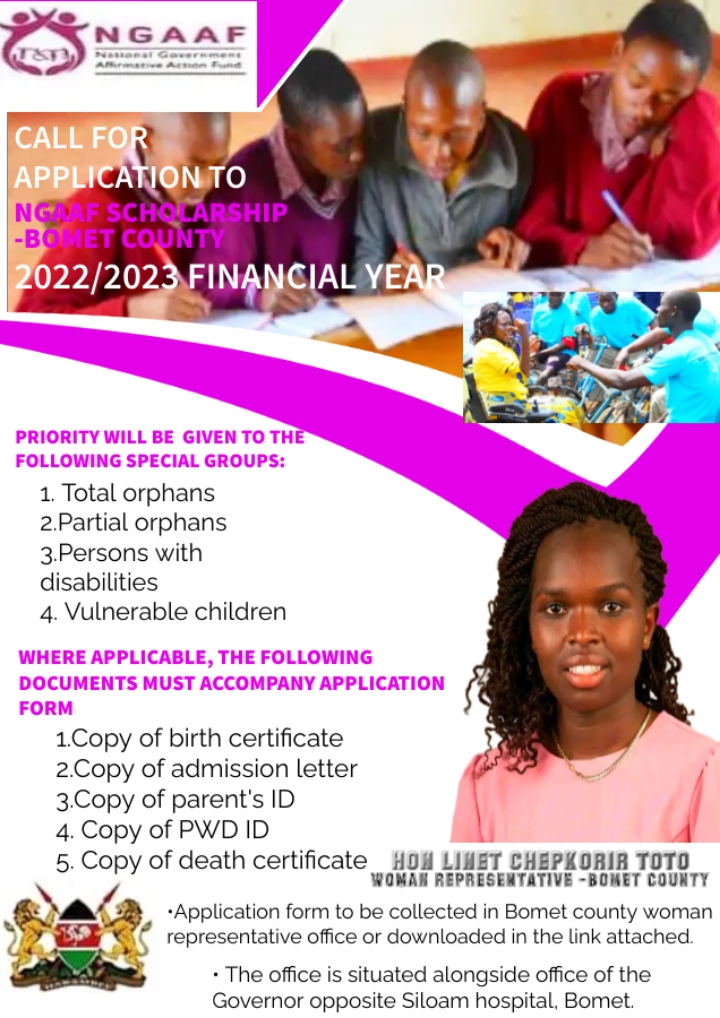 NGAAF
National Government
Affirmative Action Fund
CALL FOR
APPLICATION TO
NGAAF SCHOLARSHIP
-BOMET COUNTY
2022/2023 FINANCIAL YEAR
PRIORITY WILL BE GIVEN TO THE
FOLLOWING SPECIAL GROUPS:
1. Total orphans
2.Partial orphans
3.Persons with
disabilities
4. Vulnerable children
WHERE APPLICABLE, THE FOLLOWING
DOCUMENTS MUST ACCOMPANY APPLICATION
FORM
1.Copy of birth certificate
2.Copy of admission letter
3.Copy of parent's ID
4. Copy of PWD ID
5. Copy of death certificate
HON LINET CHEPKORIR TOTO
WOMAN REPRESENTATIVE -BOMET COUNTY
•Application form to be collected in Bomet county woman
representative office or downloaded in the link attached.
• The office is situated alongside office of the
Governor opposite Siloam hospital, Bomet.